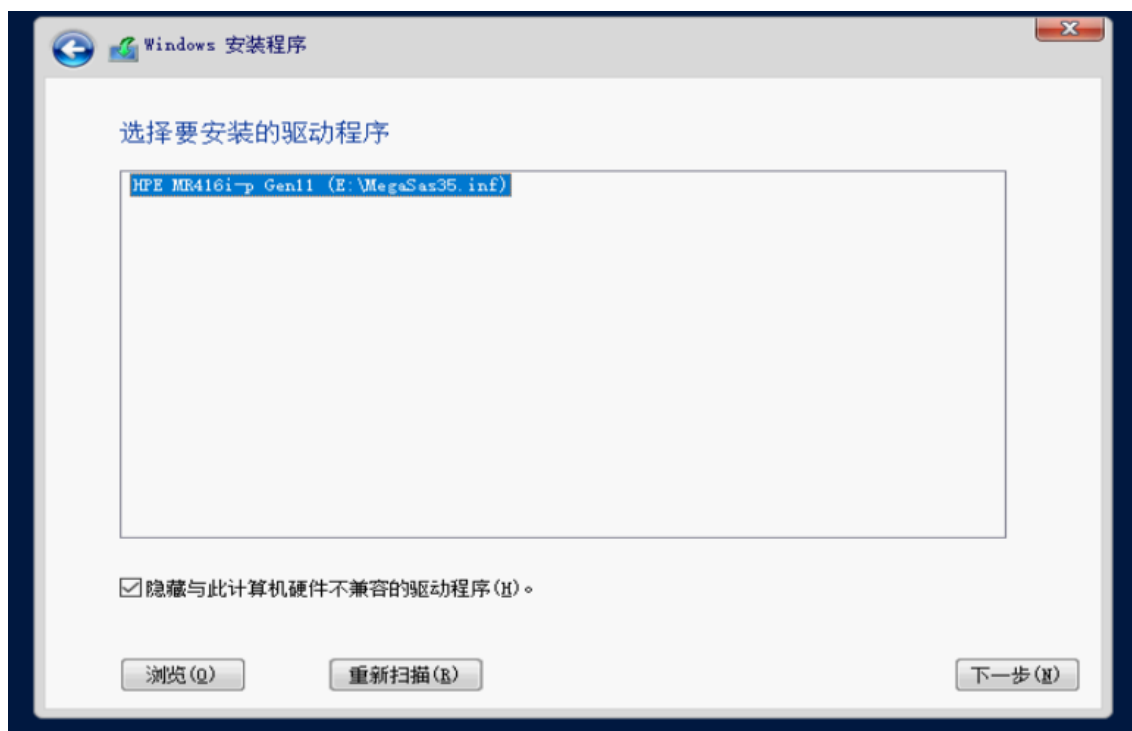 Windows 安装程序
选择要安装的驱动程序
HPE MR416i-p Gen11 (E:\MegaSas35.inf)
隐藏与此计算机硬件不兼容的驱动程序(H)。
浏览(O) 重新扫描(R) 下一步(N)